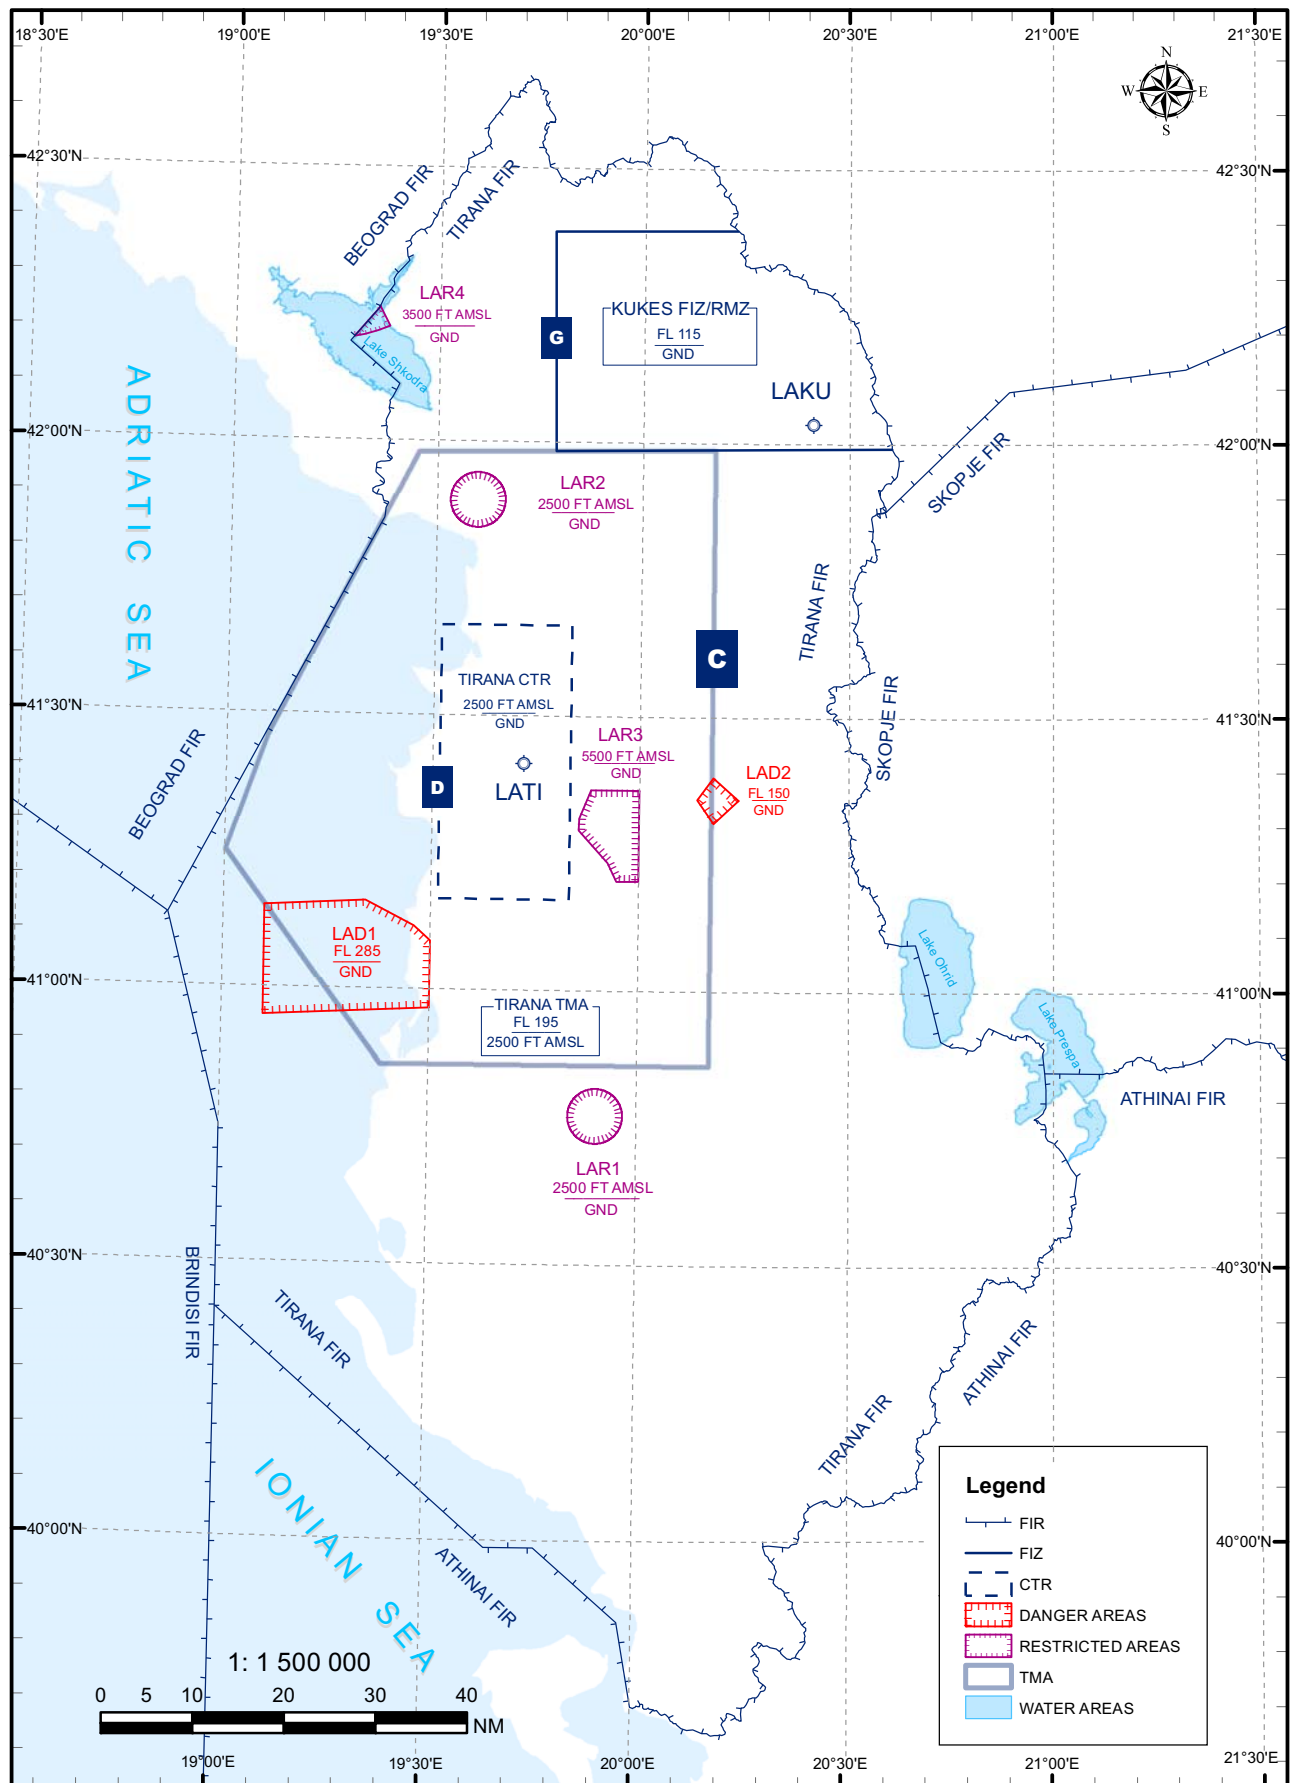 18°30'E
19°00'E
19°30'E
20°00'E
20°30'E
21°00'E
21°30'E
N
W
E
S
42°30'N
42°30'N
BEOGRAD FIR
TIRANA FIR
LAR4
3500 FT AMSL
GND
Lake Shkodra
G
KUKES FIZ/RMZ
FL 115
GND
LAKU
ADRIATIC SEA
42°00'N
42°00'N
SKOPJE FIR
LAR2
2500 FT AMSL
GND
TIRANA FIR
C
TIRANA CTR
2500 FT AMSL
GND
SKOPJE FIR
41°30'N
41°30'N
BEOGRAD FIR
LAR3
5500 FT AMSL
GND
D
LATI
LAD2
FL 150
GND
LAD1
FL 285
GND
Lake Ohrid
41°00'N
41°00'N
TIRANA TMA
FL 195
2500 FT AMSL
Lake Prespa
ATHINAI FIR
LAR1
2500 FT AMSL
GND
40°30'N
40°30'N
BRINDISI FIR
TIRANA FIR
ATHINAI FIR
TIRANA FIR
IONIAN SEA
40°00'N
40°00'N
ATHINAI FIR
Legend
FIR
FIZ
CTR
DANGER AREAS
RESTRICTED AREAS
TMA
WATER AREAS
1: 1 500 000
0
5
10
20
30
40
NM
19°00'E
19°30'E
20°00'E
20°30'E
21°00'E
21°30'E